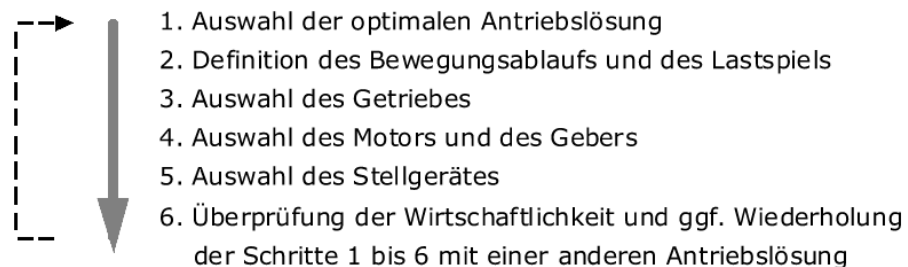 1. Auswahl der optimalen Antriebslösung
2. Definition des Bewegungsablaufs und des Lastspiels
3. Auswahl des Getriebes
4. Auswahl des Motors und des Gebers
5. Auswahl des Stellgerätes
6. Überprüfung der Wirtschaftlichkeit und ggf. Wiederholung
der Schritte 1 bis 6 mit einer anderen Antriebslösung